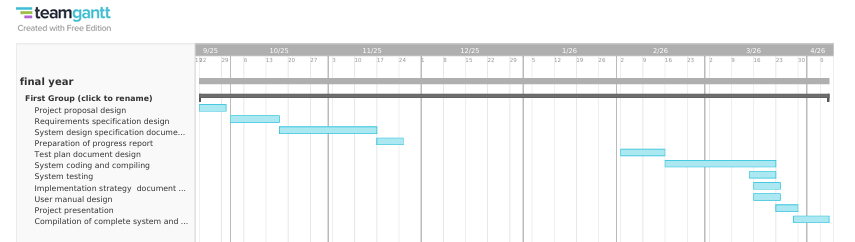 teamgantt
Created with Free Edition
9/25 10/25 11/25 12/25 1/26 2/26 3/26 4/26
22 29 6 13 20 27 3 10 17 24 1 8 15 22 29 5 12 19 26 2 9 16 23 2 9 16 23 30 6
final year
First Group (click to rename)
Project proposal design
Requirements specification design
System design specification docume...
Preparation of progress report
Test plan document design
System coding and compiling
System testing
Implementation strategy document ...
User manual design
Project presentation
Compilation of complete system and ...